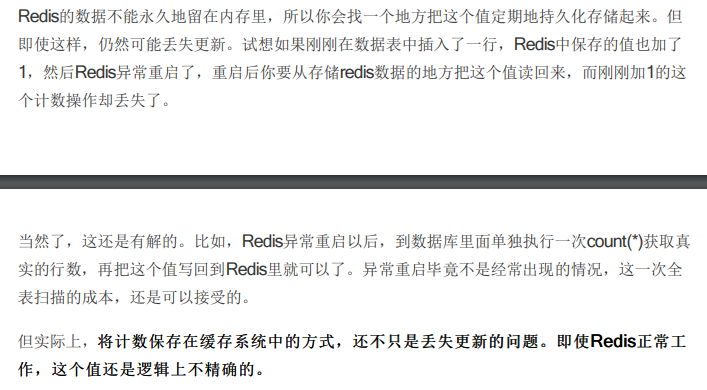 Redis的数据不能永久地留在内存里，所以你会找一个地方把这个值定期地持久化存储起来。但
即使这样，仍然可能丢失更新。试想如果刚刚在数据表中插入了一行，Redis中保存的值也加了
1，然后Redis异常重启了，重启后你要从存储redis数据的地方把这个值读回来，而刚刚加1的这
个计数操作却丢失了。
当然了，这还是有解的。比如，Redis异常重启以后，到数据库里面单独执行一次count(*)获取真
实的行数，再把这个值写回到Redis里就可以了。异常重启毕竟不是经常出现的情况，这一次全
表扫描的成本，还是可以接受的。
但实际上，将计数保存在缓存系统中的方式，还不只是丢失更新的问题。即使Redis正常工
作，这个值还是逻辑上不精确的。